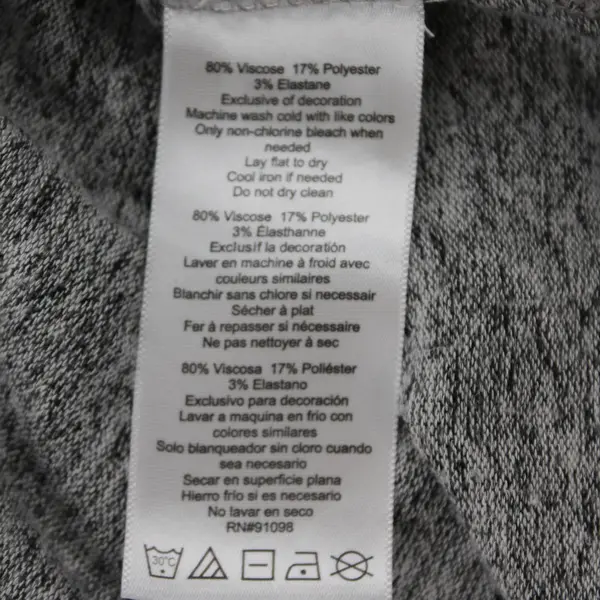 80% Viscose 17% Polyester
3% Elastane
Exclusive of decoration
Machine wash cold with like colors
Only non-chlorine bleach when
needed
Lay flat to dry
Cool iron if needed
Do not dry clean
80% Viscose 17% Polyester
3% Élasthanne
Exclusif la decoratión
Laver en machine à froid avec
couleurs similaires
Blanchir sans chlore si necessair
Sécher à plat
Fer à repasser si nécessaire
Ne pas nettoyer à sec
80% Viscosa 17% Poliéster
3% Elastano
Exclusivo para decoración
Lavar a maquina en frio con
colores similares
Solo blanqueador sin cloro cuando
sea necesario
Secar en superficie plana
Hierro frío si es necesario
No lavar en seco
RN#91098
30°C